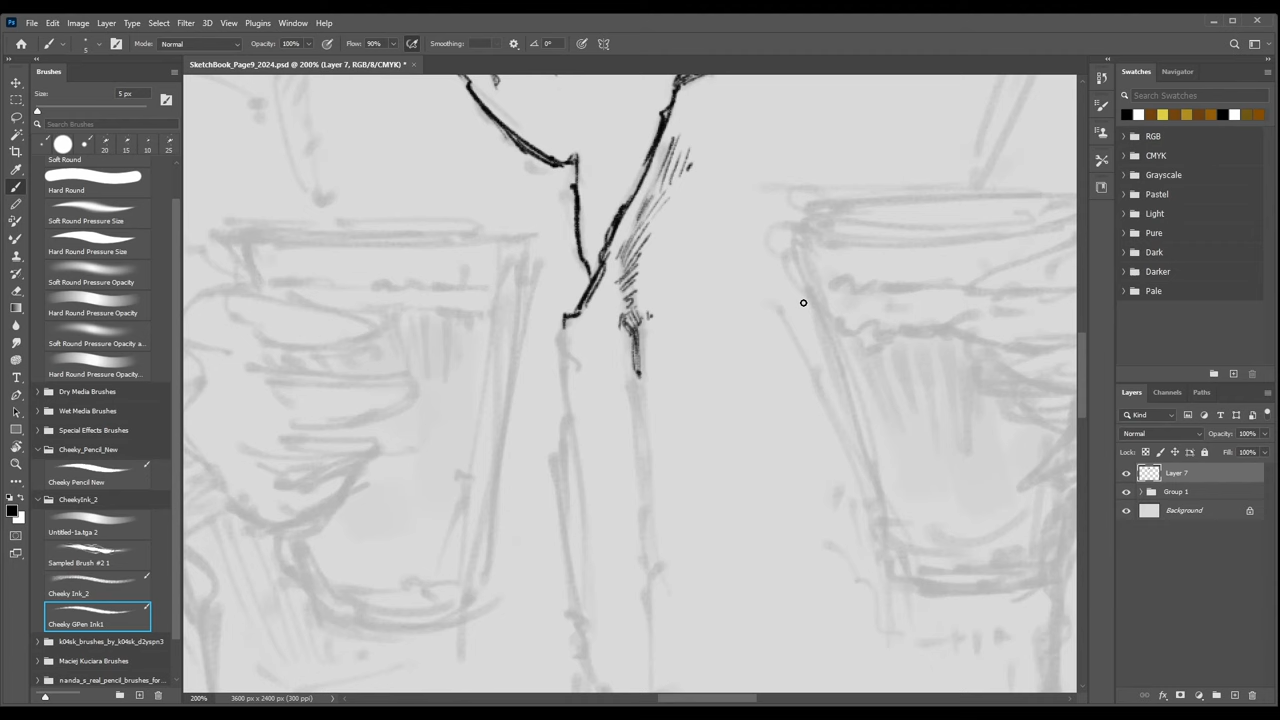 Ps File Edit Image Layer Type Select Filter 3D View Plugins Window Help
5 Mode: Normal Opacity: 100% Flow: 90% Smoothing: 0°
SketchBook_Page9_2024.psd @ 200% (Layer 7, RGB/8/CMYK) *
Brushes
Size: 5 px
Search Brushes
20 15 10 25
Soft Round
Hard Round
Soft Round Pressure Size
Hard Round Pressure Size
Soft Round Pressure Opacity
Hard Round Pressure Opacity
Soft Round Pressure Opacity a...
Hard Round Pressure Opacity...
Dry Media Brushes
Wet Media Brushes
Special Effects Brushes
Cheeky_Pencil_New
Cheeky Pencil New
CheekyInk_2
Untitled-1a.tga 2
Sampled Brush #2 1
Cheeky Ink_2
Cheeky GPen Ink1
k04sk_brushes_by_k04sk_d2yspn3
Maciej Kuciara Brushes
nanda_s_real_pencil_brushes_for...
200% 3600 px x 2400 px (300 ppi)
Swatches Navigator
Search Swatches
RGB
CMYK
Grayscale
Pastel
Light
Pure
Dark
Darker
Pale
Layers Channels Paths
Kind
Normal Opacity: 100%
Lock: Fill: 100%
Layer 7
Group 1
Background
fx